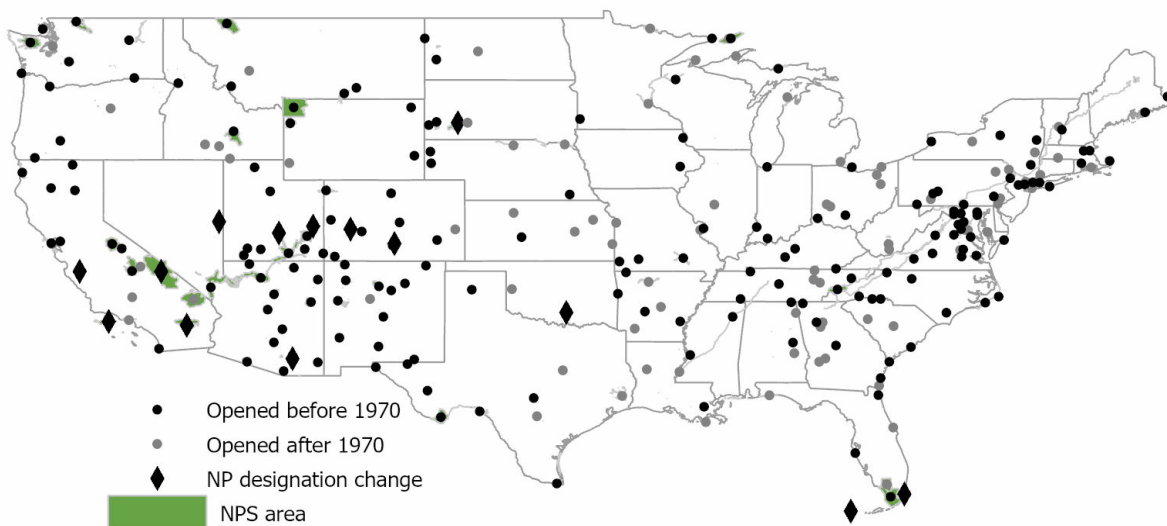 Opened before 1970
Opened after 1970
NP designation change
NPS area